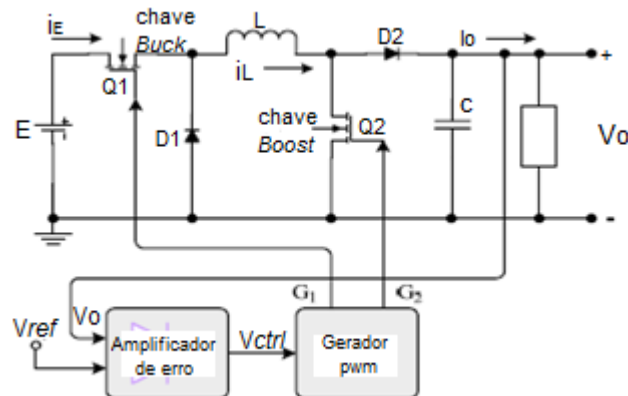 iE
chave
Buck
L
D2
Io
+
Q1
iL
E
D1
chave
Boost
Q2
C
Vo
-
G1
G2
Vo
Vref
Amplificador
de erro
Vctrl
Gerador
pwm